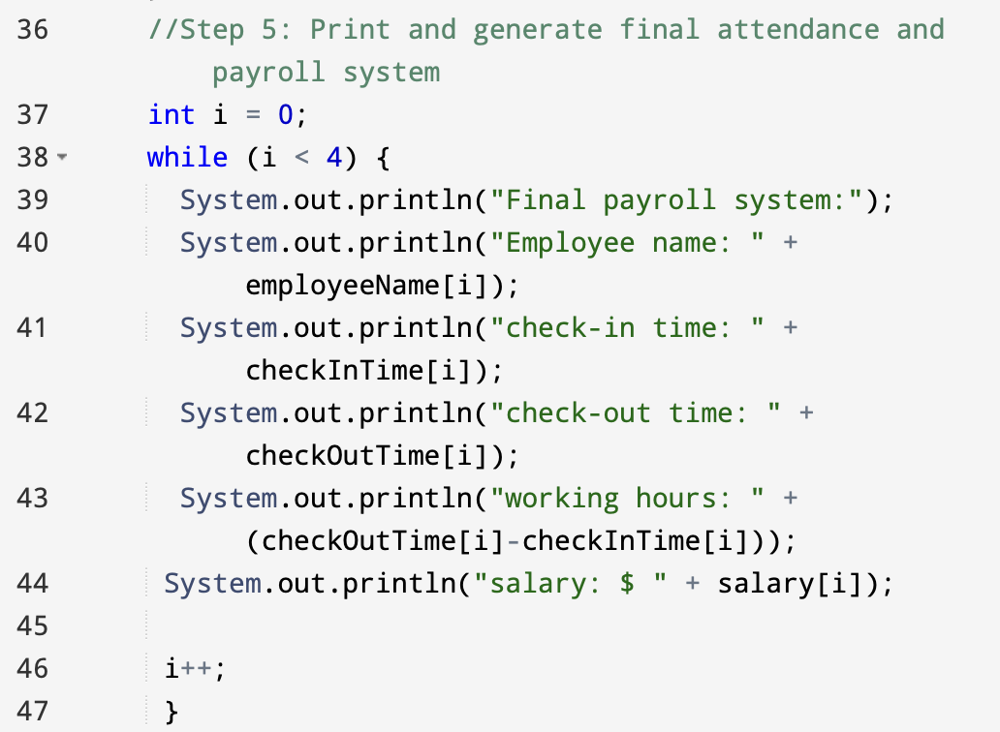 36 //Step 5: Print and generate final attendance and
payroll system
37 int i = 0;
38 while (i < 4) {
39 System.out.println("Final payroll system:");
40 System.out.println("Employee name: " +
employeeName[i]);
41 System.out.println("check-in time: " +
checkInTime[i]);
42 System.out.println("check-out time: " +
checkOutTime[i]);
43 System.out.println("working hours: " +
(checkOutTime[i]-checkInTime[i]));
44 System.out.println("salary: $ " + salary[i]);
45
46 i++;
47 }